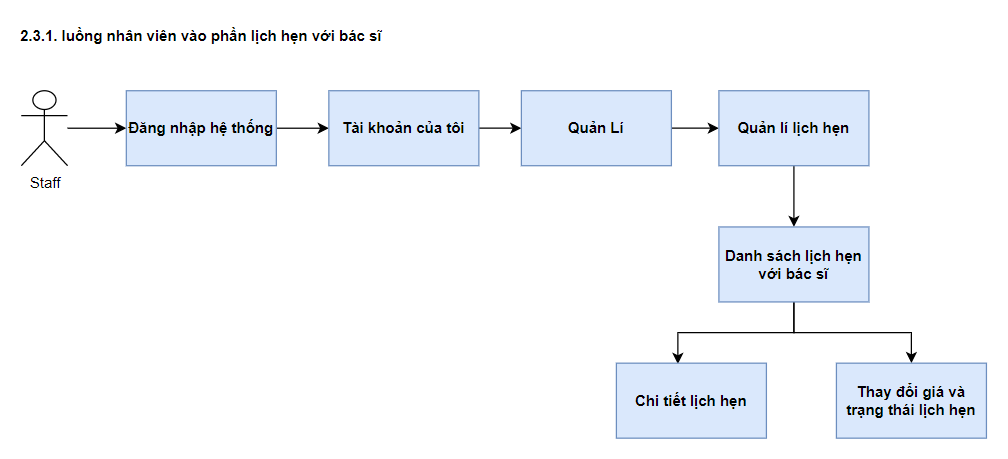 2.3.1. luồng nhân viên vào phần lịch hẹn với bác sĩ
Đăng nhập hệ thống
Tài khoản của tôi
Quản Lí
Quản lí lịch hẹn
Staff
Danh sách lịch hẹn
với bác sĩ
Chi tiết lịch hẹn
Thay đổi giá và
trạng thái lịch hẹn